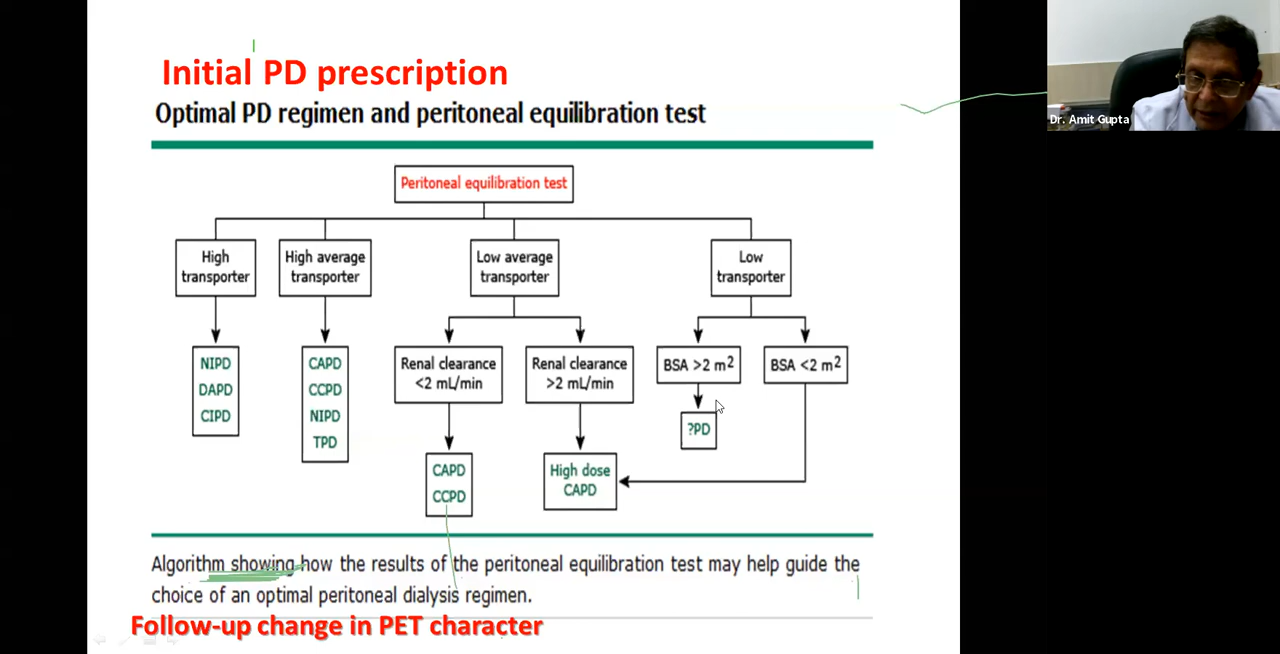 Initial PD prescription
Optimal PD regimen and peritoneal equilibration test
Dr. Amit Gupta
Peritoneal equilibration test
High
transporter
High average
transporter
Low average
transporter
Low
transporter
NIPD
DAPD
CIPD
CAPD
CCPD
NIPD
TPD
Renal clearance
<2 mL/min
Renal clearance
>2 mL/min
BSA >2 m²
BSA <2 m²
?PD
CAPD
CCPD
High dose
CAPD
Algorithm showing how the results of the peritoneal equilibration test may help guide the
choice of an optimal peritoneal dialysis regimen.
Follow-up change in PET character